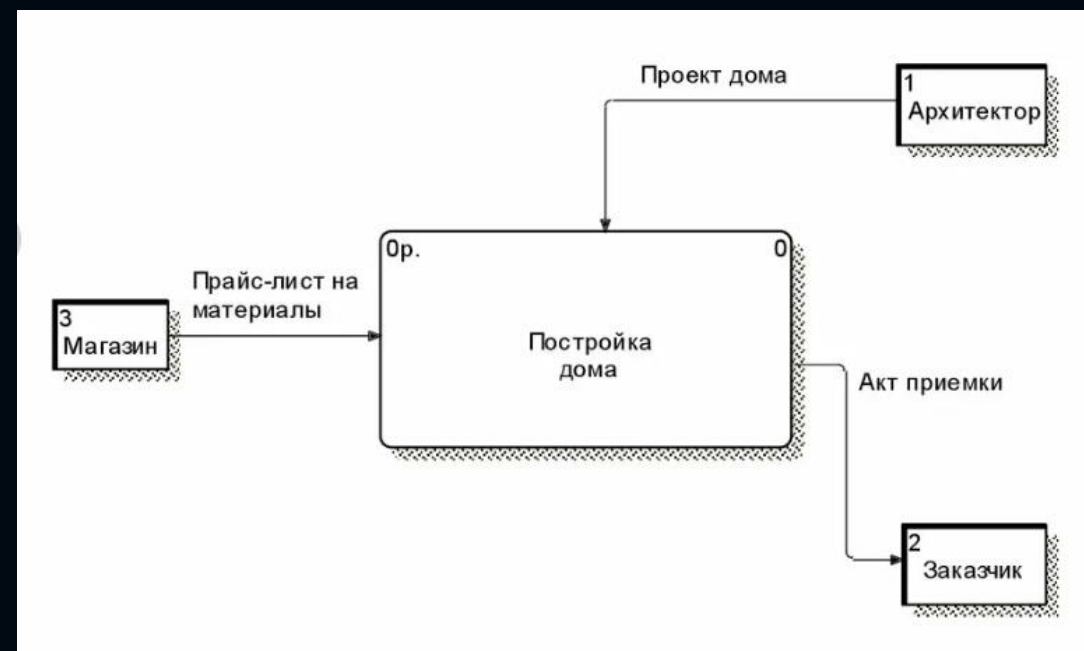 Проект дома
1
Архитектор
0р.
0
Прайс-лист на
материалы
3
Магазин
Постройка
дома
Акт приемки
2
Заказчик